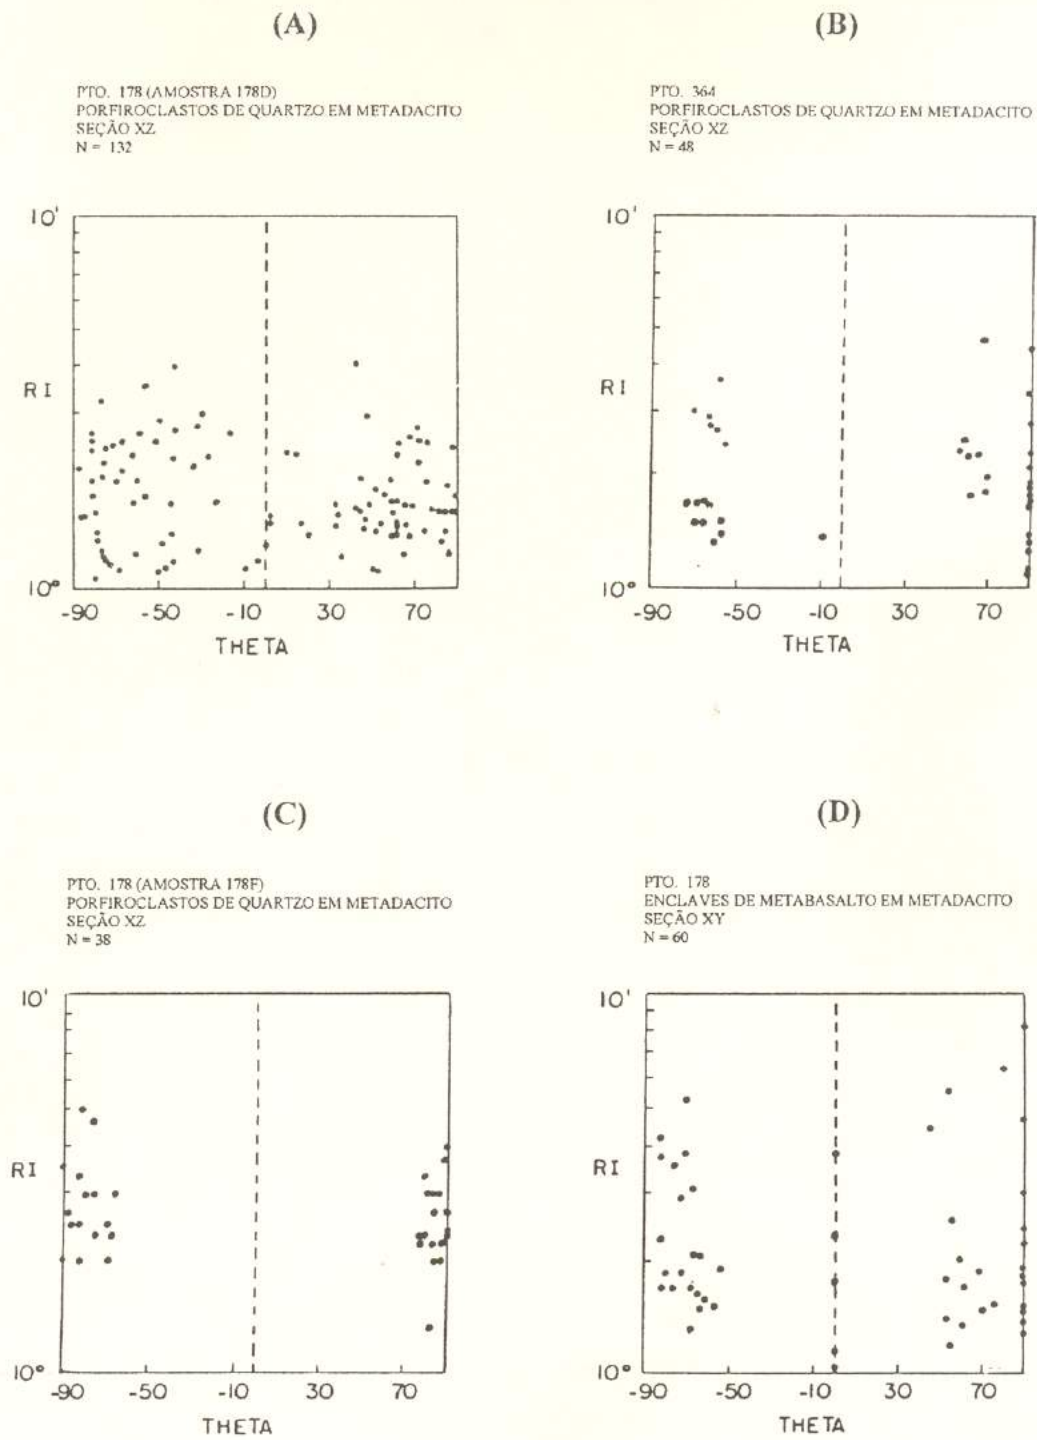 (A)
PTO. 178 (AMOSTRA 178D)
PORFIROCLASTOS DE QUARTZO EM METADACITO
SEÇÃO XZ
N = 132
10¹
RI
10⁰
-90 -50 -10 30 70
THETA
(B)
PTO. 364
PORFIROCLASTOS DE QUARTZO EM METADACITO
SEÇÃO XZ
N = 48
10¹
RI
10⁰
-90 -50 -10 30 70
THETA
(C)
PTO. 178 (AMOSTRA 178F)
PORFIROCLASTOS DE QUARTZO EM METADACITO
SEÇÃO XZ
N = 38
10¹
RI
10⁰
-90 -50 -10 30 70
THETA
(D)
PTO. 178
ENCLAVES DE METABASALTO EM METADACITO
SEÇÃO XY
N = 60
10¹
RI
10⁰
-90 -50 -10 30 70
THETA